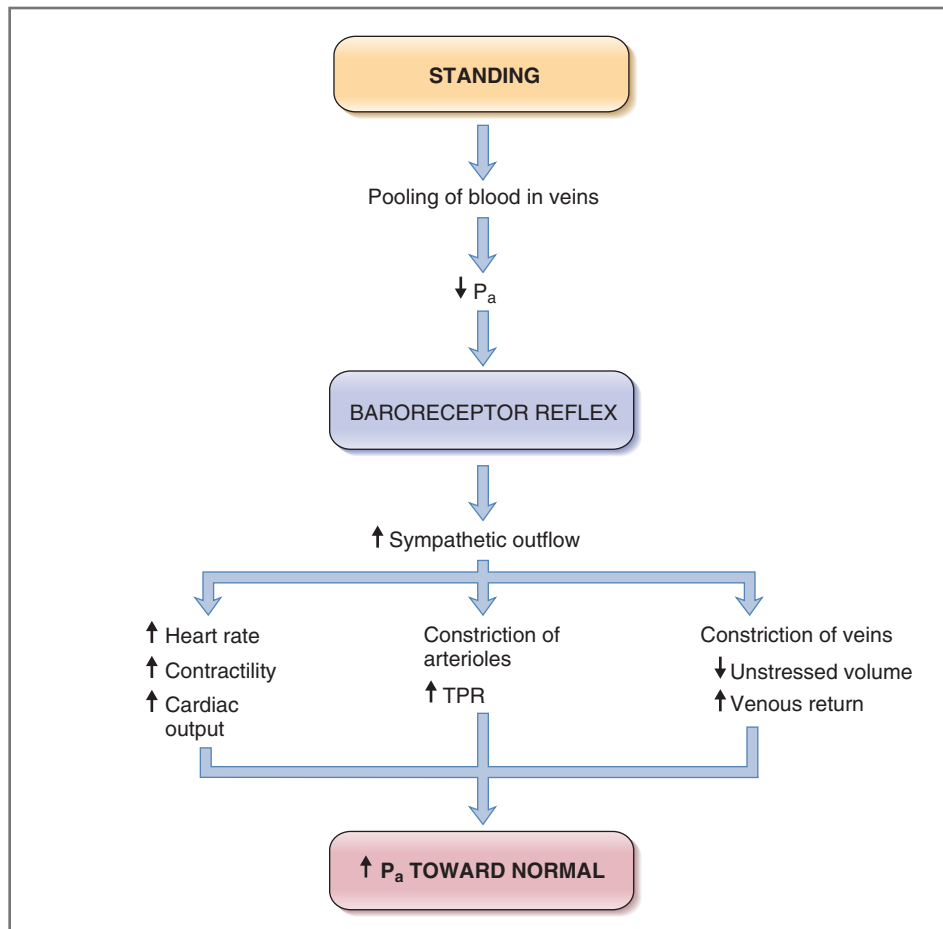 STANDING
Pooling of blood in veins
↓ Pa
BARORECEPTOR REFLEX
↑ Sympathetic outflow
↑ Heart rate
↑ Contractility
↑ Cardiac
output
Constriction of
arterioles
↑ TPR
Constriction of veins
↓ Unstressed volume
↑ Venous return
↑ Pa TOWARD NORMAL